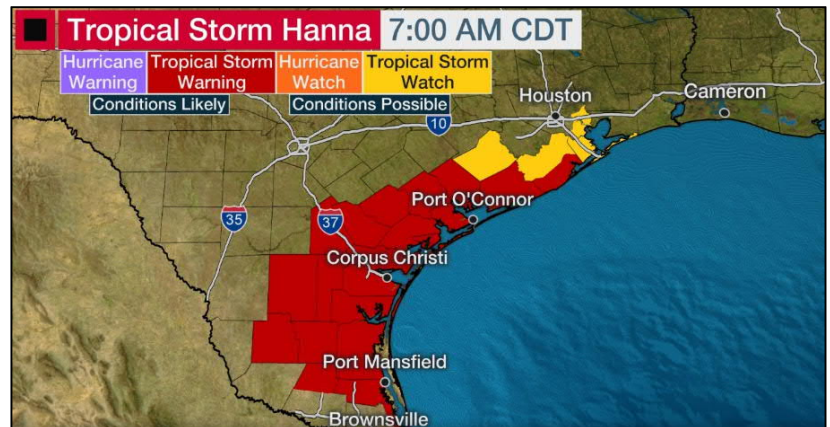 Tropical Storm Hanna 7:00 AM CDT
Hurricane Warning
Tropical Storm Warning
Hurricane Watch
Tropical Storm Watch
Conditions Likely
Conditions Possible
Houston
Cameron
10
Port O'Connor
35
37
Corpus Christi
Port Mansfield
Brownsville